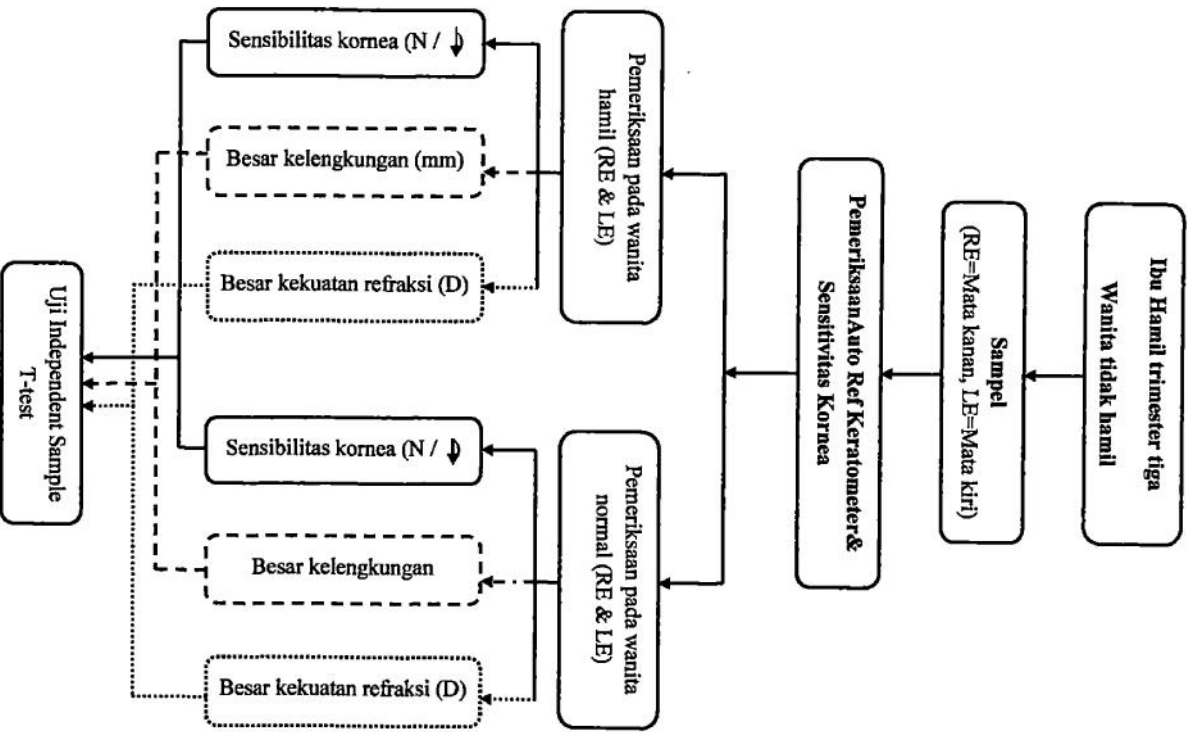 Ibu Hamil trimester tiga
Wanita tidak hamil
Sampel
(RE=Mata kanan, LE=Mata kiri)
PemeriksaanAuto Ref Keratometer&
Sensitivitas Kornea
Pemeriksaan pada wanita
hamil (RE & LE)
Pemeriksaan pada wanita
normal (RE & LE)
Sensibilitas kornea (N / ↓)
Besar kelengkungan (mm)
Besar kekuatan refraksi (D)
Sensibilitas kornea (N / ↓)
Besar kelengkungan
Besar kekuatan refraksi (D)
Uji Independent Sample
T-test